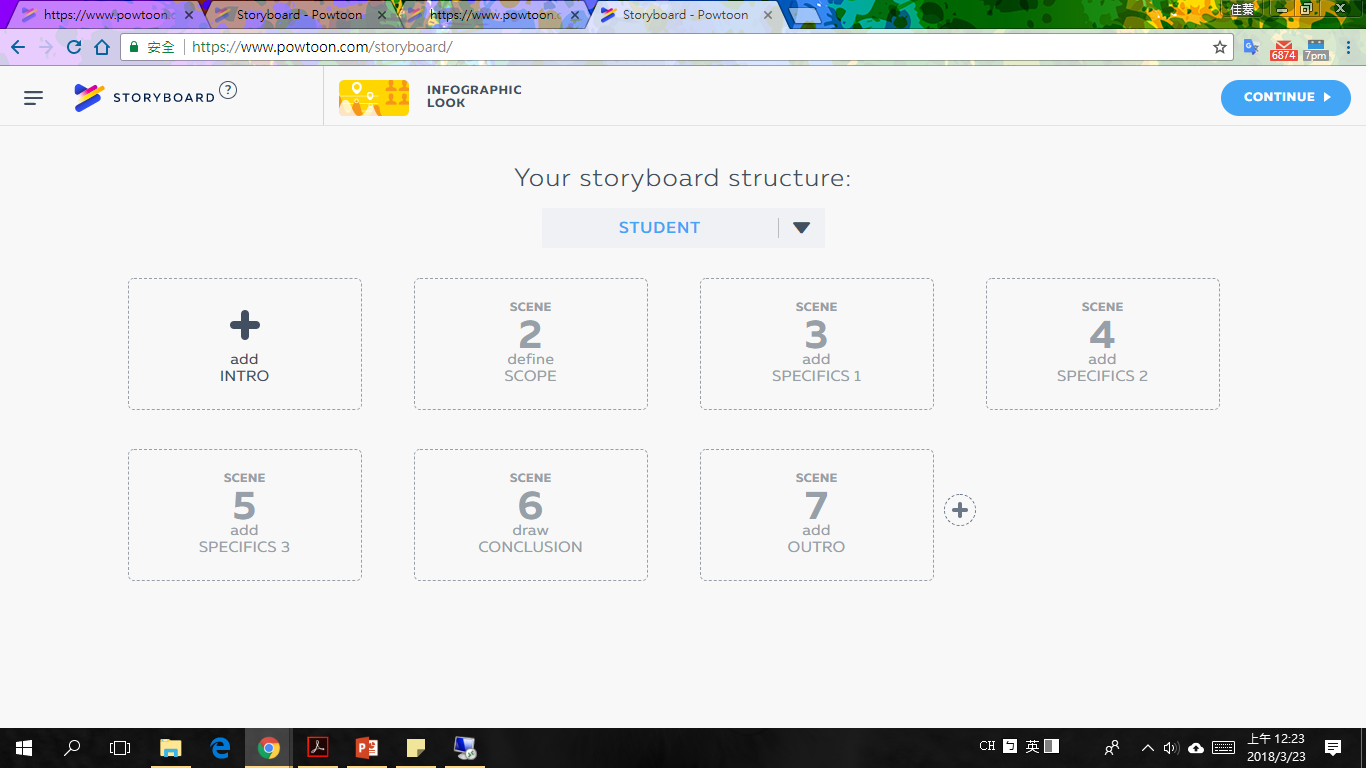 https://www.powtoon.c
Storyboard - Powtoon
https://www.powtoon.c
Storyboard - Powtoon
佳蓁
安全
https://www.powtoon.com/storyboard/
6874
7pm
STORYBOARD
?
INFOGRAPHIC
LOOK
CONTINUE
Your storyboard structure:
STUDENT
add
INTRO
SCENE
2
define
SCOPE
SCENE
3
add
SPECIFICS 1
SCENE
4
add
SPECIFICS 2
SCENE
5
add
SPECIFICS 3
SCENE
6
draw
CONCLUSION
SCENE
7
add
OUTRO
CH
ㄅ
英
上午 12:23
2018/3/23